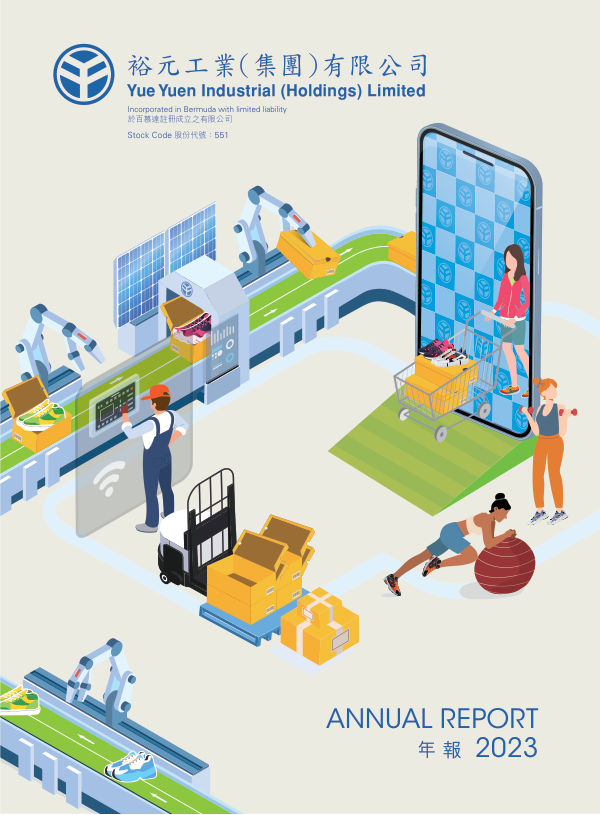 裕元工業(集團)有限公司
Yue Yuen Industrial (Holdings) Limited
Incorporated in Bermuda with limited liability
於百慕達註冊成立之有限公司
Stock Code 股份代號：551
ANNUAL REPORT
年報 2023